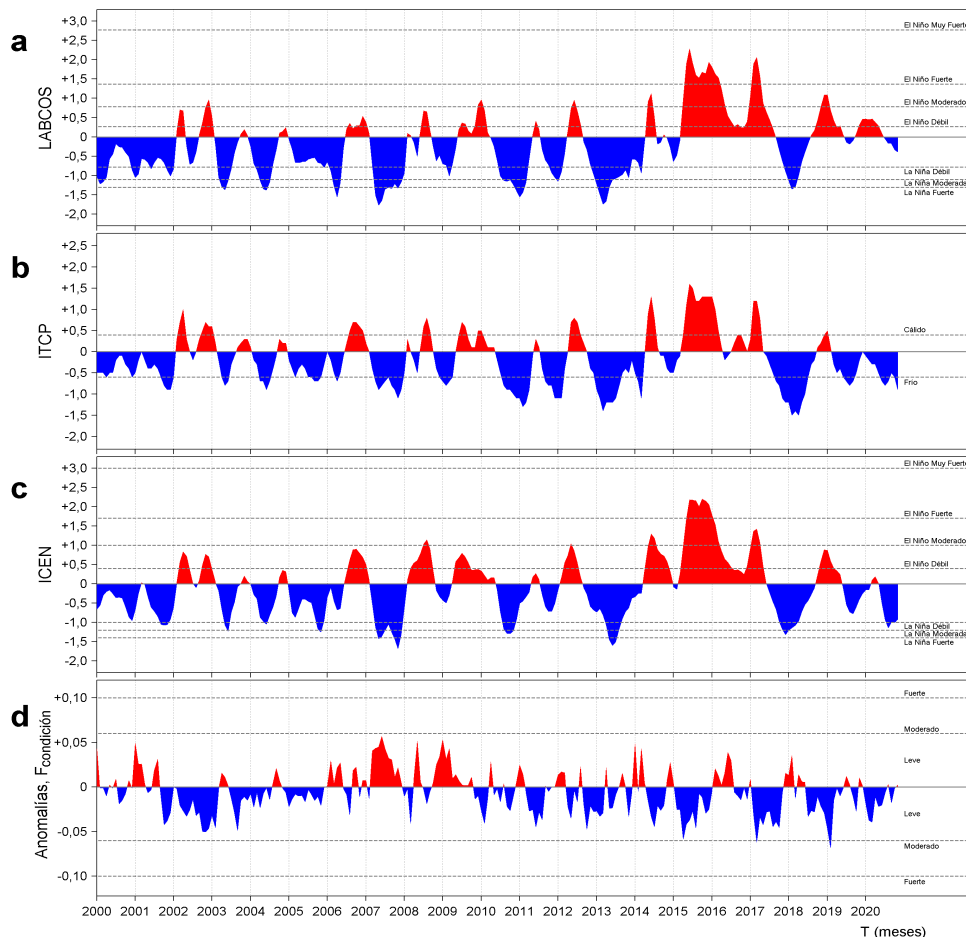 a
LABCOS
+3,0
+2,5
+2,0
+1,5
+1,0
+0,5
0
-0,5
-1,0
-1,5
-2,0
El Niño Muy Fuerte
El Niño Fuerte
El Niño Moderado
El Niño Débil
La Niña Débil
La Niña Moderada
La Niña Fuerte
b
ITCP
+2,5
+2,0
+1,5
+1,0
+0,5
0
-0,5
-1,0
-1,5
-2,0
Cálido
Frio
c
ICEN
+3,0
+2,5
+2,0
+1,5
+1,0
+0,5
0
-0,5
-1,0
-1,5
-2,0
El Niño Muy Fuerte
El Niño Fuerte
El Niño Moderado
El Niño Débil
La Niña Débil
La Niña Moderada
La Niña Fuerte
d
Anomalías, Fcondición
+0,10
+0,05
0
-0,05
-0,10
Fuerte
Moderado
Leve
Leve
Moderado
Fuerte
2000 2001 2002 2003 2004 2005 2006 2007 2008 2009 2010 2011 2012 2013 2014 2015 2016 2017 2018 2019 2020
T (meses)